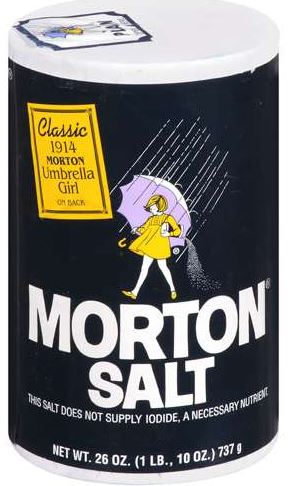 PLAIN
Classic
1914
MORTON
Umbrella
Girl
ON BACK
MORTON®
SALT
THIS SALT DOES NOT SUPPLY IODIDE, A NECESSARY NUTRIENT.
NET WT. 26 OZ. (1 LB., 10 OZ.) 737 g